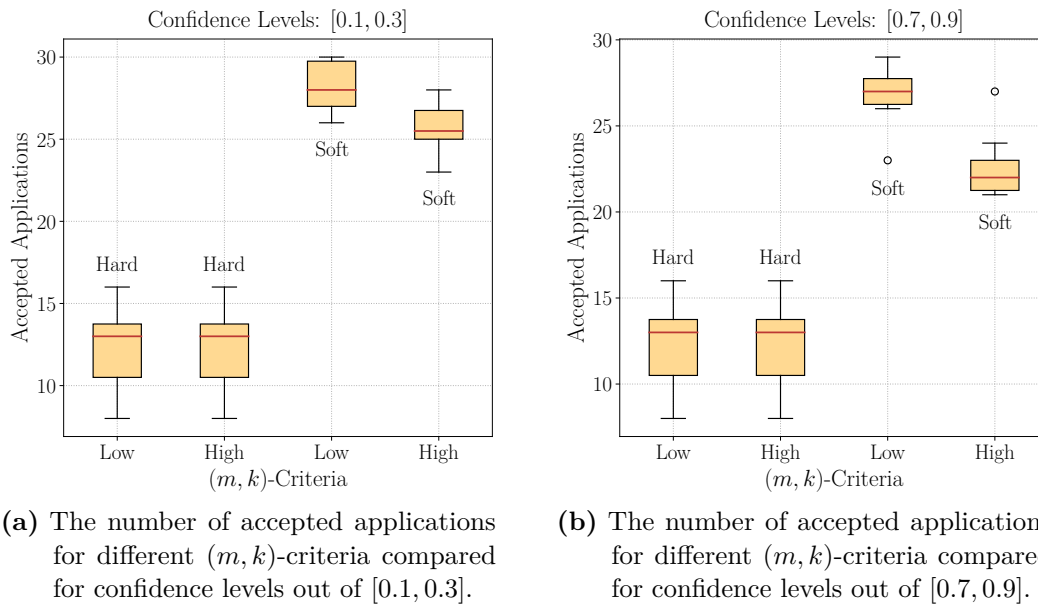 Confidence Levels: [0.1, 0.3]
30
25
20
15
10
Accepted Applications
Hard
Hard
Soft
Soft
Low
High
Low
High
(m, k)-Criteria
(a) The number of accepted applications
for different (m, k)-criteria compared
for confidence levels out of [0.1, 0.3].
Confidence Levels: [0.7, 0.9]
30
25
20
15
10
Accepted Applications
Hard
Hard
Soft
Soft
Low
High
Low
High
(m, k)-Criteria
(b) The number of accepted application
for different (m, k)-criteria compare
for confidence levels out of [0.7, 0.9].